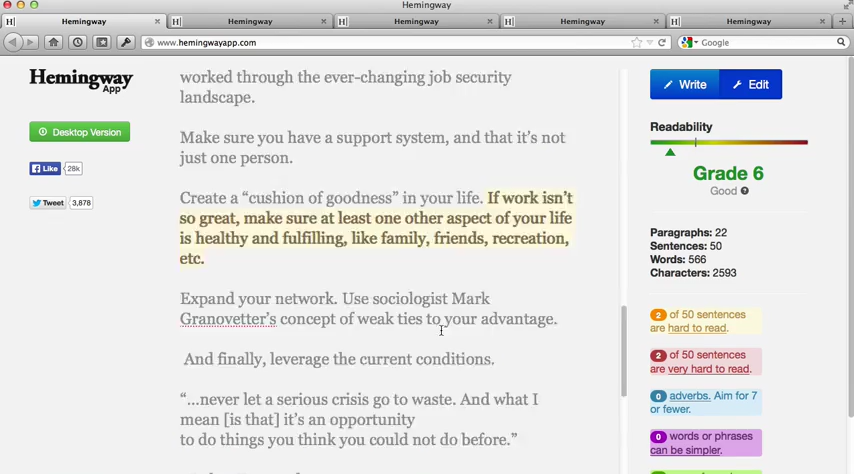 Hemingway
H Hemingway
H Hemingway
H Hemingway
H Hemingway
H Hemingway
www.hemingwayapp.com
Google
Hemingway
App
Desktop Version
Like 28k
Tweet 3,878
worked through the ever-changing job security
landscape.
Make sure you have a support system, and that it’s not
just one person.
Create a “cushion of goodness” in your life. If work isn’t
so great, make sure at least one other aspect of your life
is healthy and fulfilling, like family, friends, recreation,
etc.
Expand your network. Use sociologist Mark
Granovetter’s concept of weak ties to your advantage.
And finally, leverage the current conditions.
“...never let a serious crisis go to waste. And what I
mean [is that] it’s an opportunity
to do things you think you could not do before.”
Write Edit
Readability
Grade 6
Good ?
Paragraphs: 22
Sentences: 50
Words: 566
Characters: 2593
2 of 50 sentences
are hard to read.
2 of 50 sentences
are very hard to read.
0 adverbs. Aim for 7
or fewer.
0 words or phrases
can be simpler.